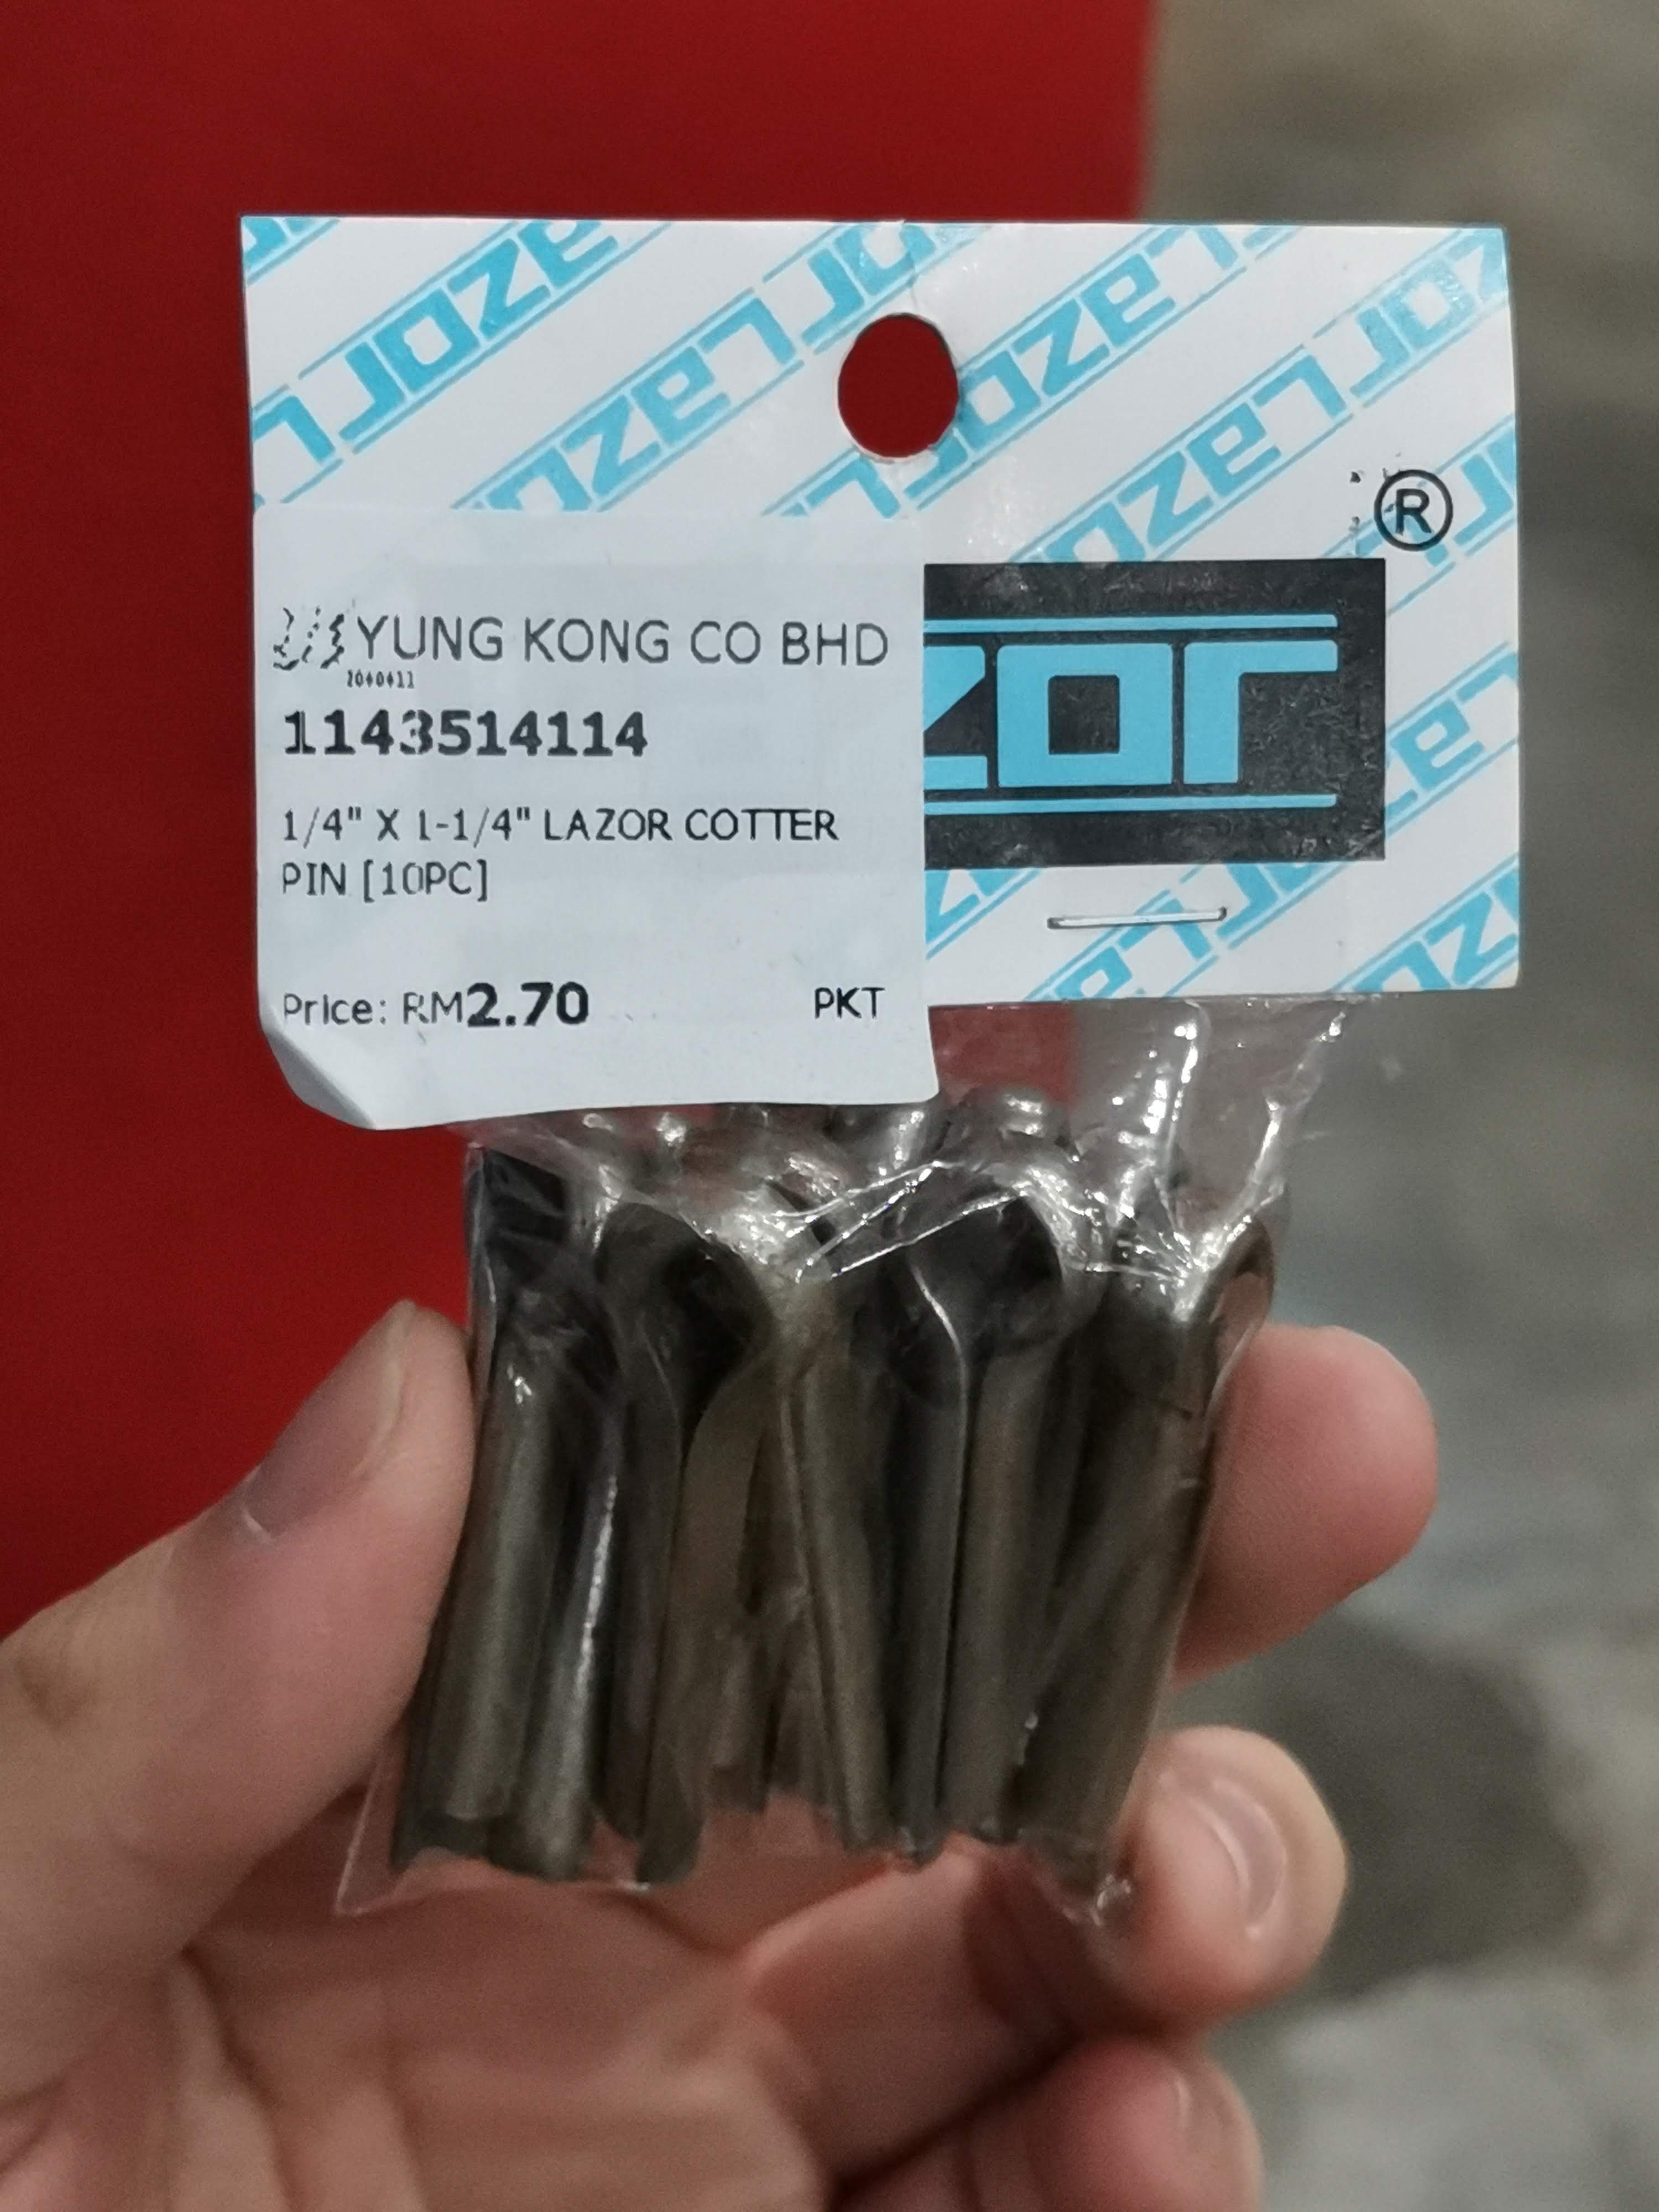 Lazor
®
zor
YUNG KONG CO BHD
1143514114
1/4" X 1-1/4" LAZOR COTTER
PIN [10PC]
Price: RM2.70 PKT